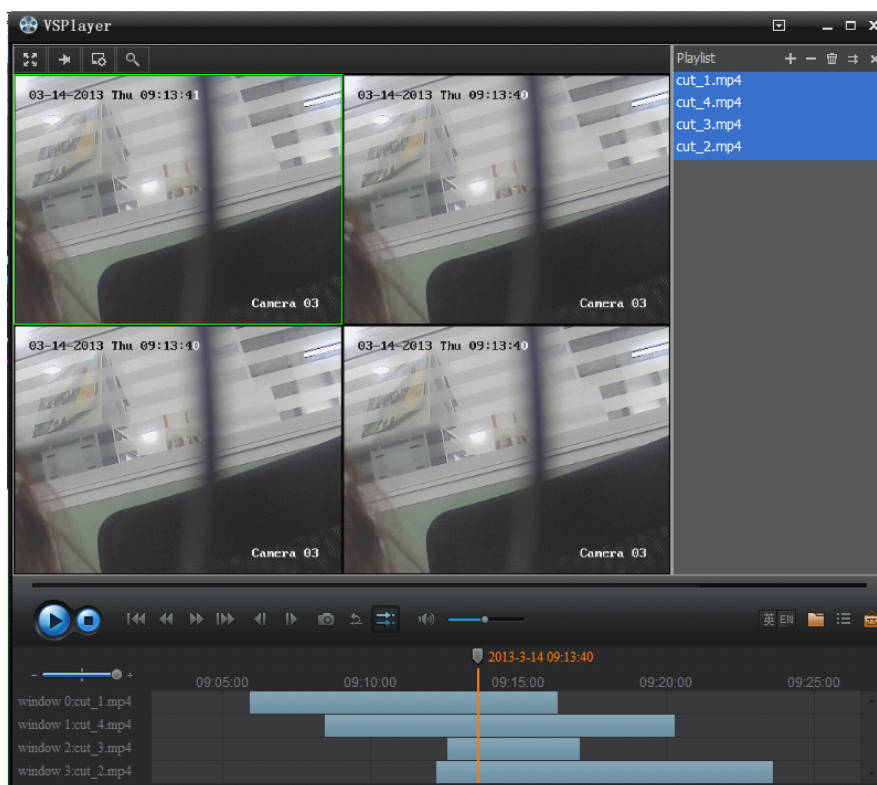 VSPlayer
Playlist
cut_1.mp4
cut_4.mp4
cut_3.mp4
cut_2.mp4
03-14-2013 Thu 09:13:41
Camera 03
03-14-2013 Thu 09:13:40
Camera 03
03-14-2013 Thu 09:13:40
Camera 03
03-14-2013 Thu 09:13:40
Camera 03
英 EN
2013-3-14 09:13:40
09:05:00 09:10:00 09:15:00 09:20:00 09:25:00
window 0:cut_1.mp4
window 1:cut_4.mp4
window 2:cut_3.mp4
window 3:cut_2.mp4